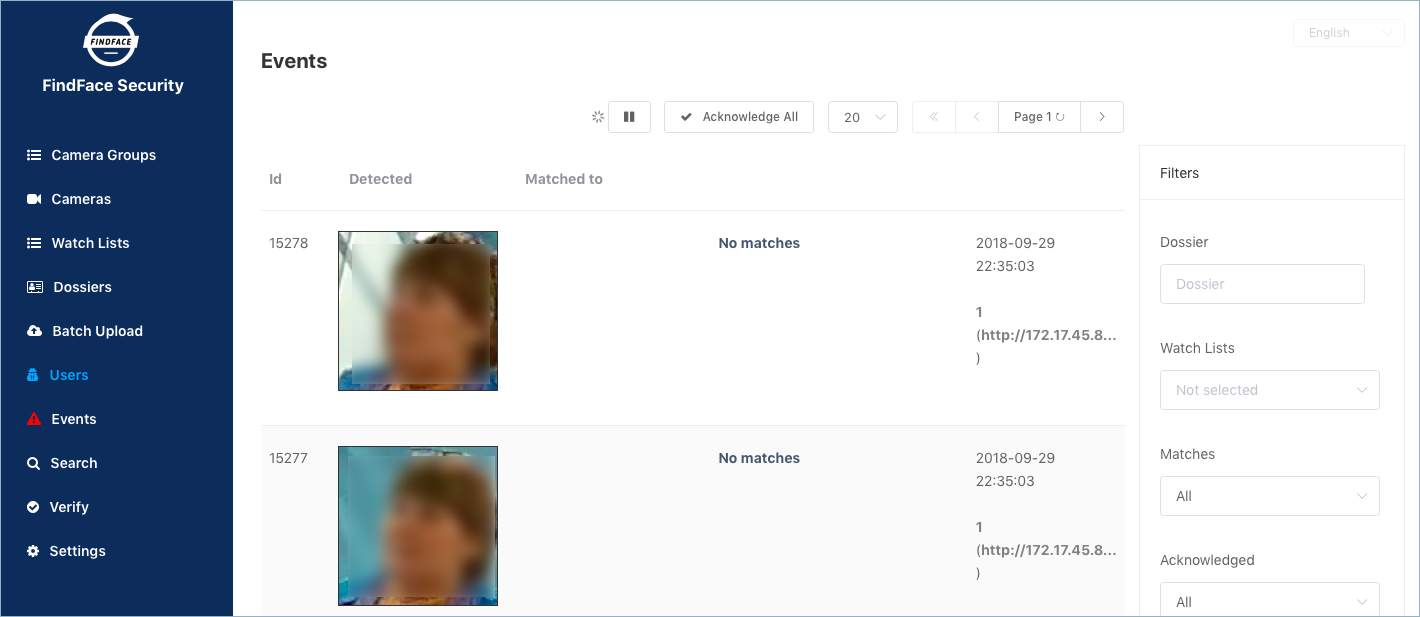 FINDFACE
FindFace Security
Camera Groups
Cameras
Watch Lists
Dossiers
Batch Upload
Users
Events
Search
Verify
Settings
English
Events
Acknowledge All
20
Page 1
Id Detected Matched to
15278 No matches 2018-09-29
22:35:03
1
(http://172.17.45.8...
)
15277 No matches 2018-09-29
22:35:03
1
(http://172.17.45.8...
)
Filters
Dossier
Dossier
Watch Lists
Not selected
Matches
All
Acknowledged
All